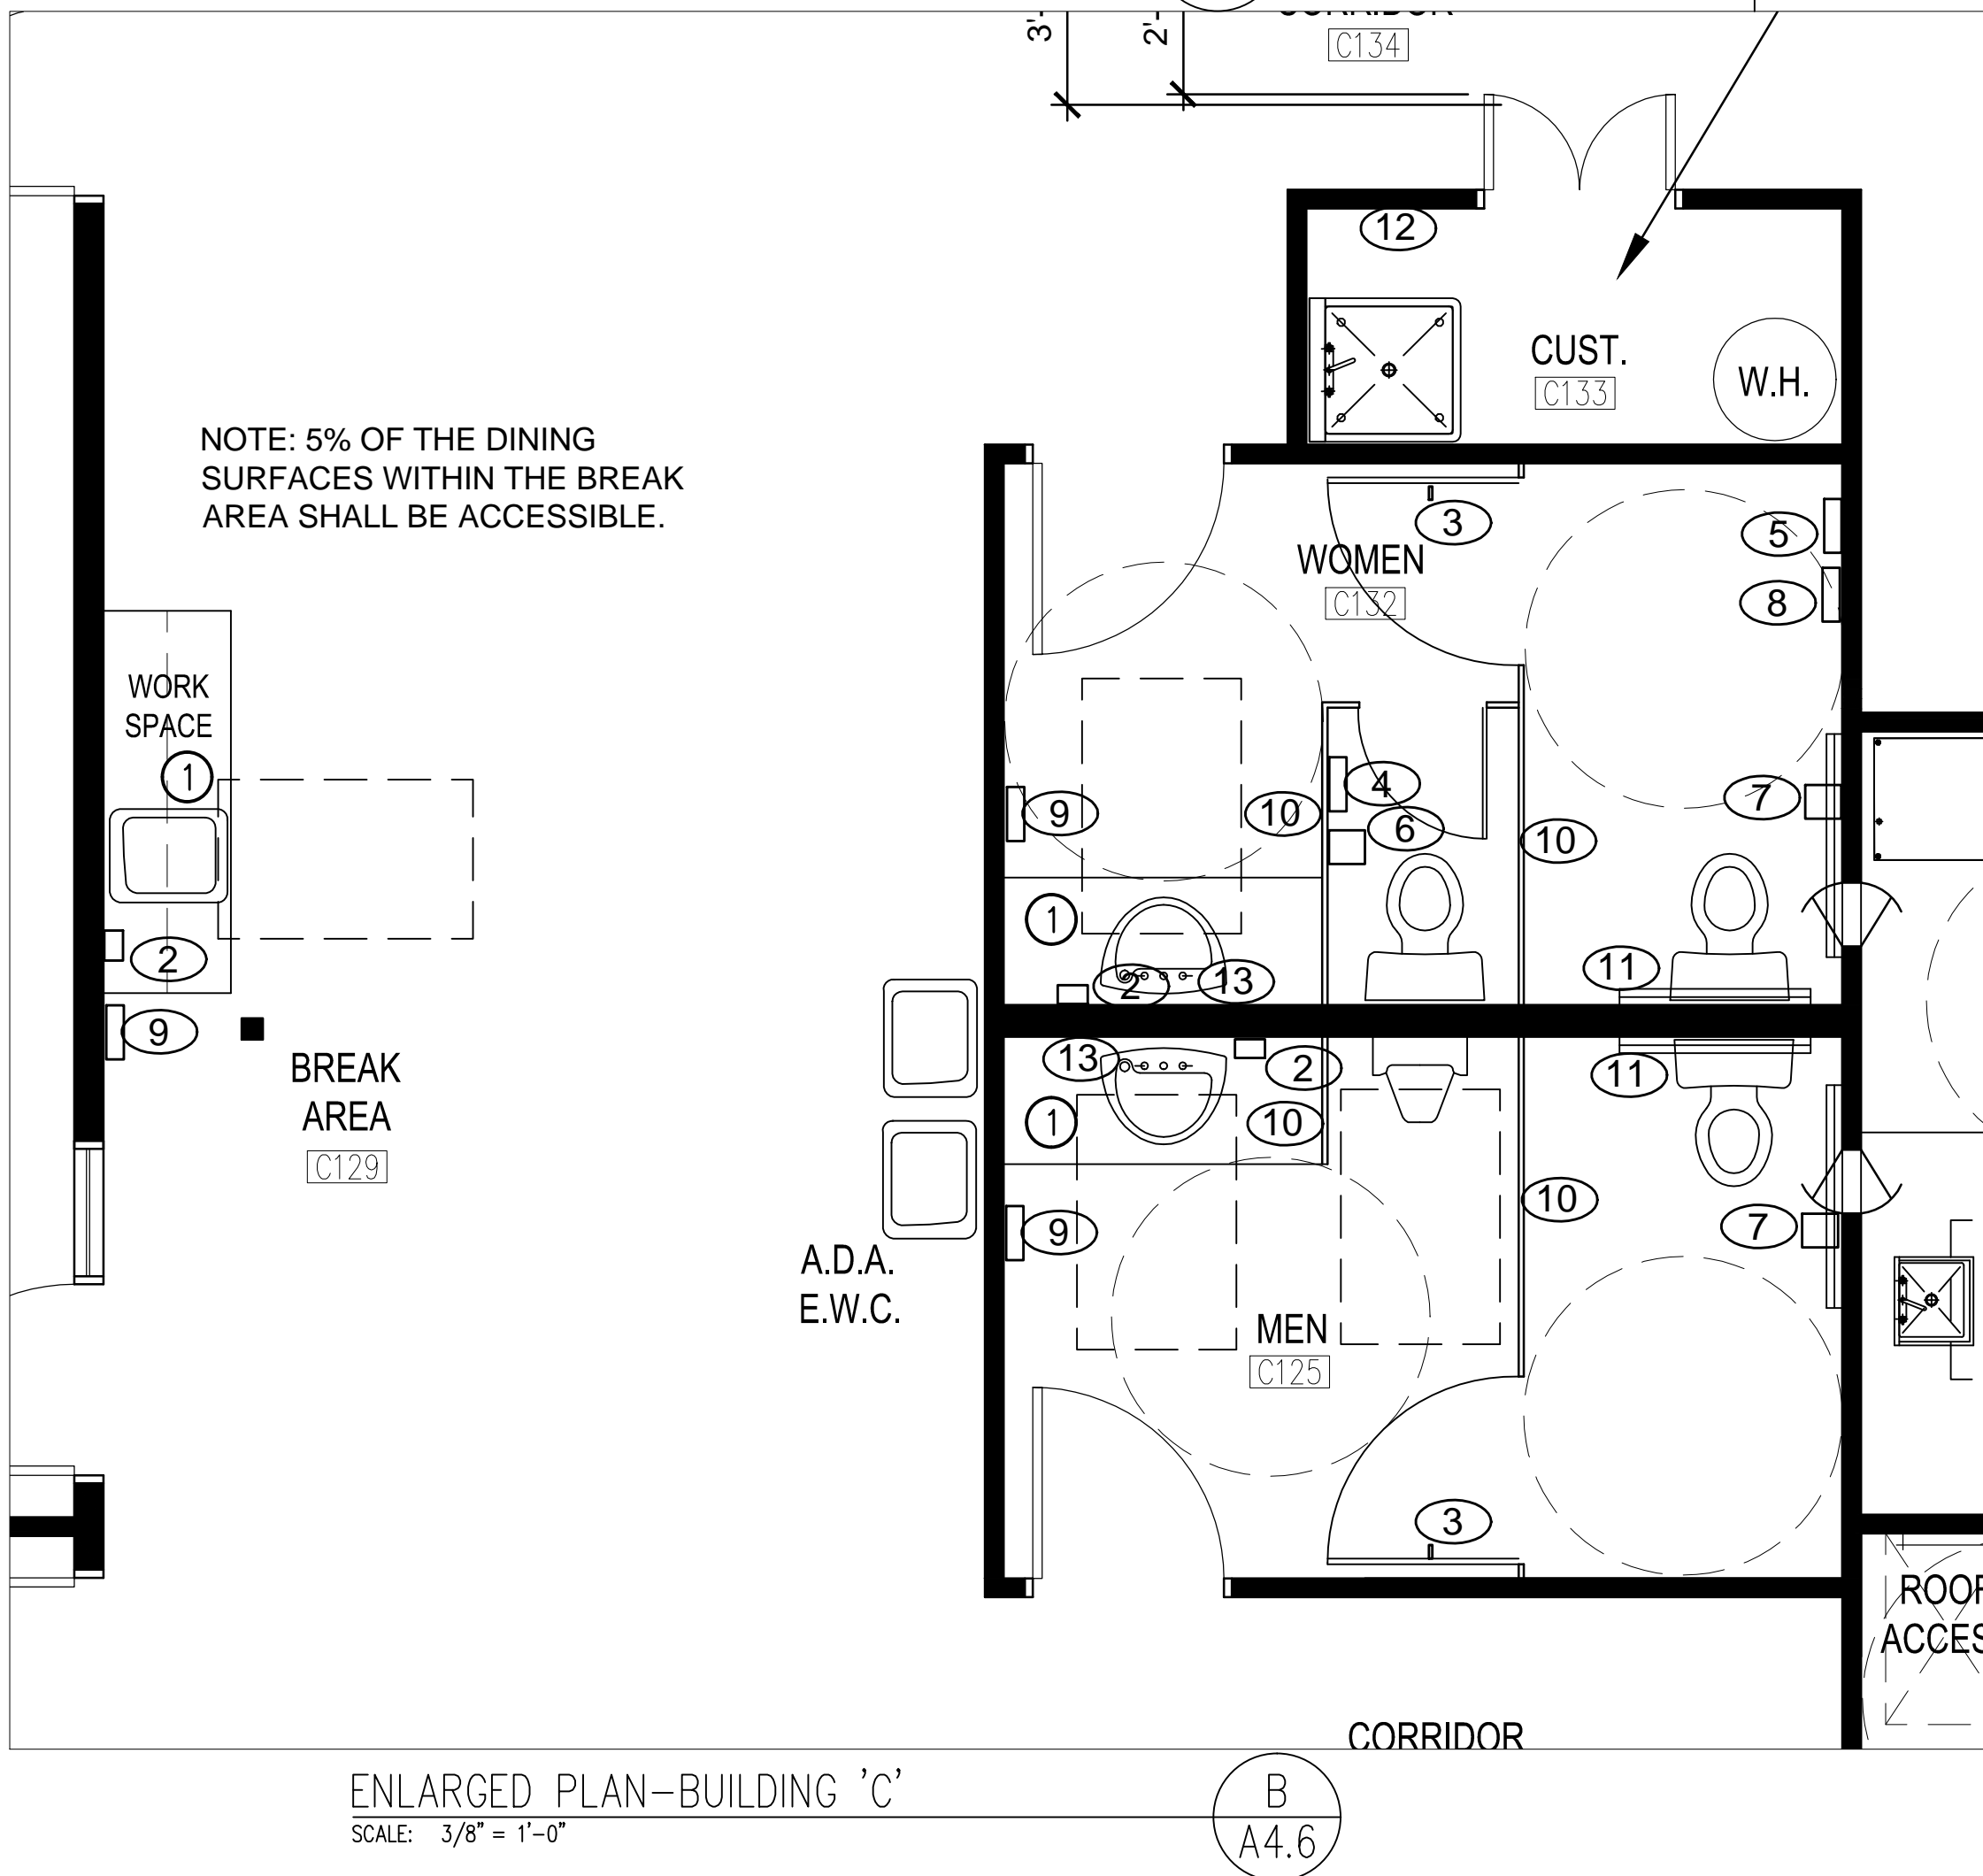 3'-
2'-
C134
12
CUST.
C133
W.H.
NOTE: 5% OF THE DINING
SURFACES WITHIN THE BREAK
AREA SHALL BE ACCESSIBLE.
3
5
WOMEN
C132
8
WORK
SPACE
1
4
7
9
10
6
10
1
2
11
2
13
9
BREAK
AREA
C129
13
2
11
1
10
10
9
7
A.D.A.
E.W.C.
MEN
C125
3
CORRIDOR
ENLARGED PLAN-BUILDING 'C'
SCALE: 3/8" = 1'-0"
B
A4.6